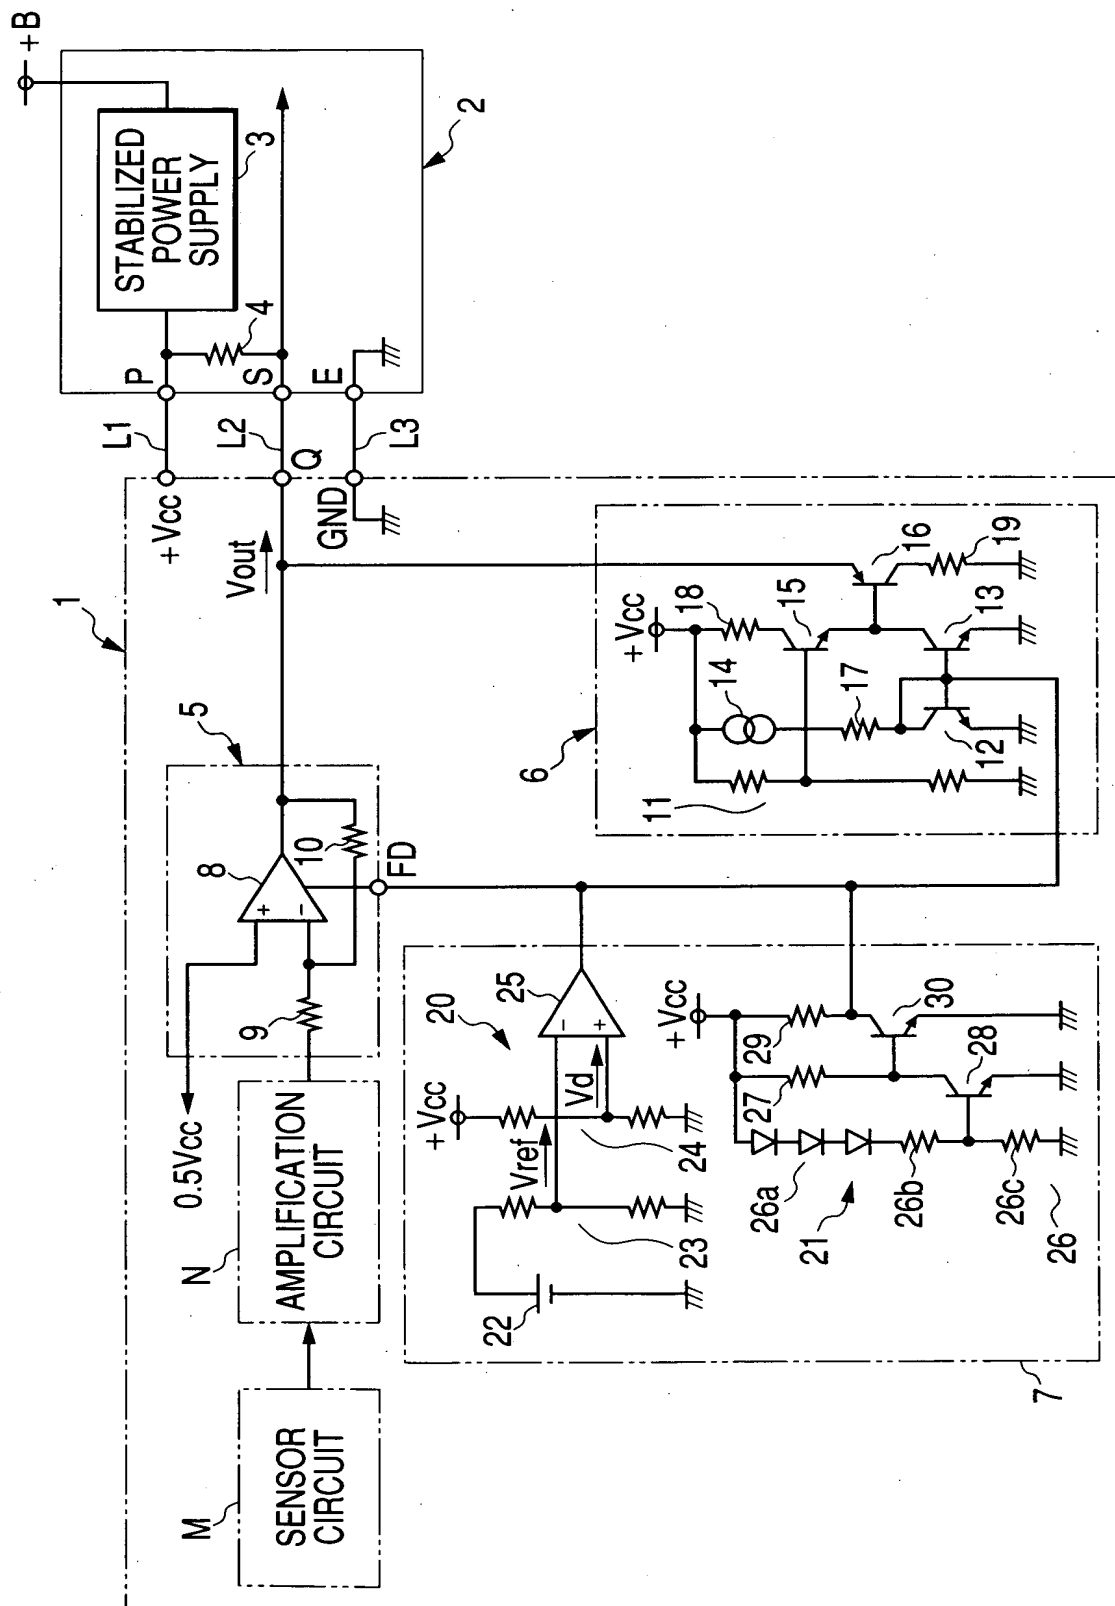 +B
STABILIZED
POWER
SUPPLY
3
2
4
P
S
E
L1
L2
L3
+Vcc
Q
GND
Vout
1
5
8
10
9
FD
0.5Vcc
AMPLIFICATION
CIRCUIT
N
SENSOR
CIRCUIT
M
+
−
6
+Vcc
18
14
15
16
17
19
13
12
11
20
25
−
+
+Vcc
Vd
Vref
24
23
22
+Vcc
29
30
27
28
26a
21
26b
26c
26
7